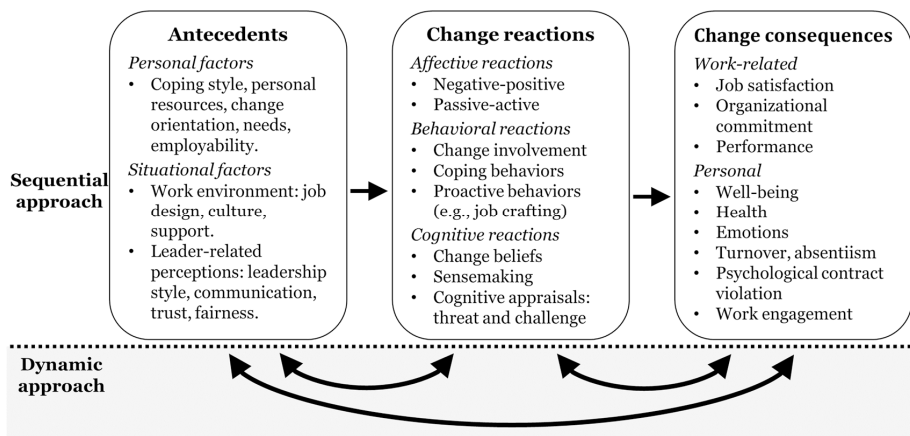 Antecedents
Personal factors
• Coping style, personal
resources, change
orientation, needs,
employability.
Situational factors
• Work environment: job
design, culture,
support.
• Leader-related
perceptions: leadership
style, communication,
trust, fairness.
Change reactions
Affective reactions
• Negative-positive
• Passive-active
Behavioral reactions
• Change involvement
• Coping behaviors
• Proactive behaviors
(e.g., job crafting)
Cognitive reactions
• Change beliefs
• Sensemaking
• Cognitive appraisals:
threat and challenge
Change consequences
Work-related
• Job satisfaction
• Organizational
commitment
• Performance
Personal
• Well-being
• Health
• Emotions
• Turnover, absentiism
• Psychological contract
violation
• Work engagement
Sequential
approach
Dynamic
approach